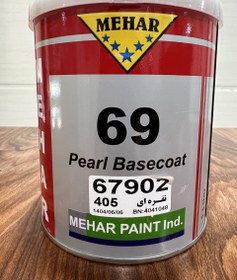 MEHAR
69
Pearl Basecoat
67902
405 نقره ای
1404/06/06 BN:4041048
MEHAR PAINT Ind.